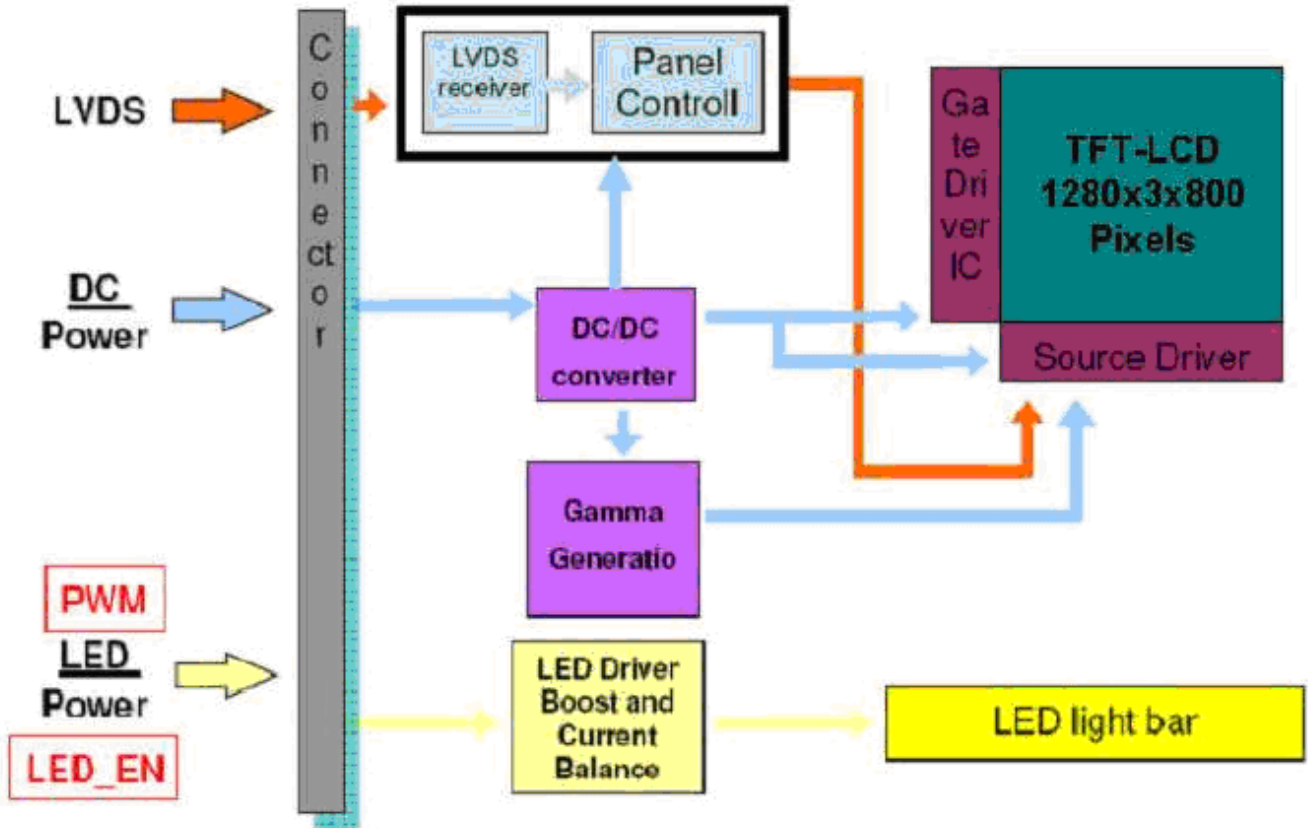 LVDS
DC
Power
PWM
LED
Power
LED_EN
C
o
n
n
e
ct
o
r
LVDS
receiver
Panel
Controll
DC/DC
converter
Gamma
Generatio
LED Driver
Boost and
Current
Balance
Ga
te
Dri
ver
IC
TFT-LCD
1280x3x800
Pixels
Source Driver
LED light bar